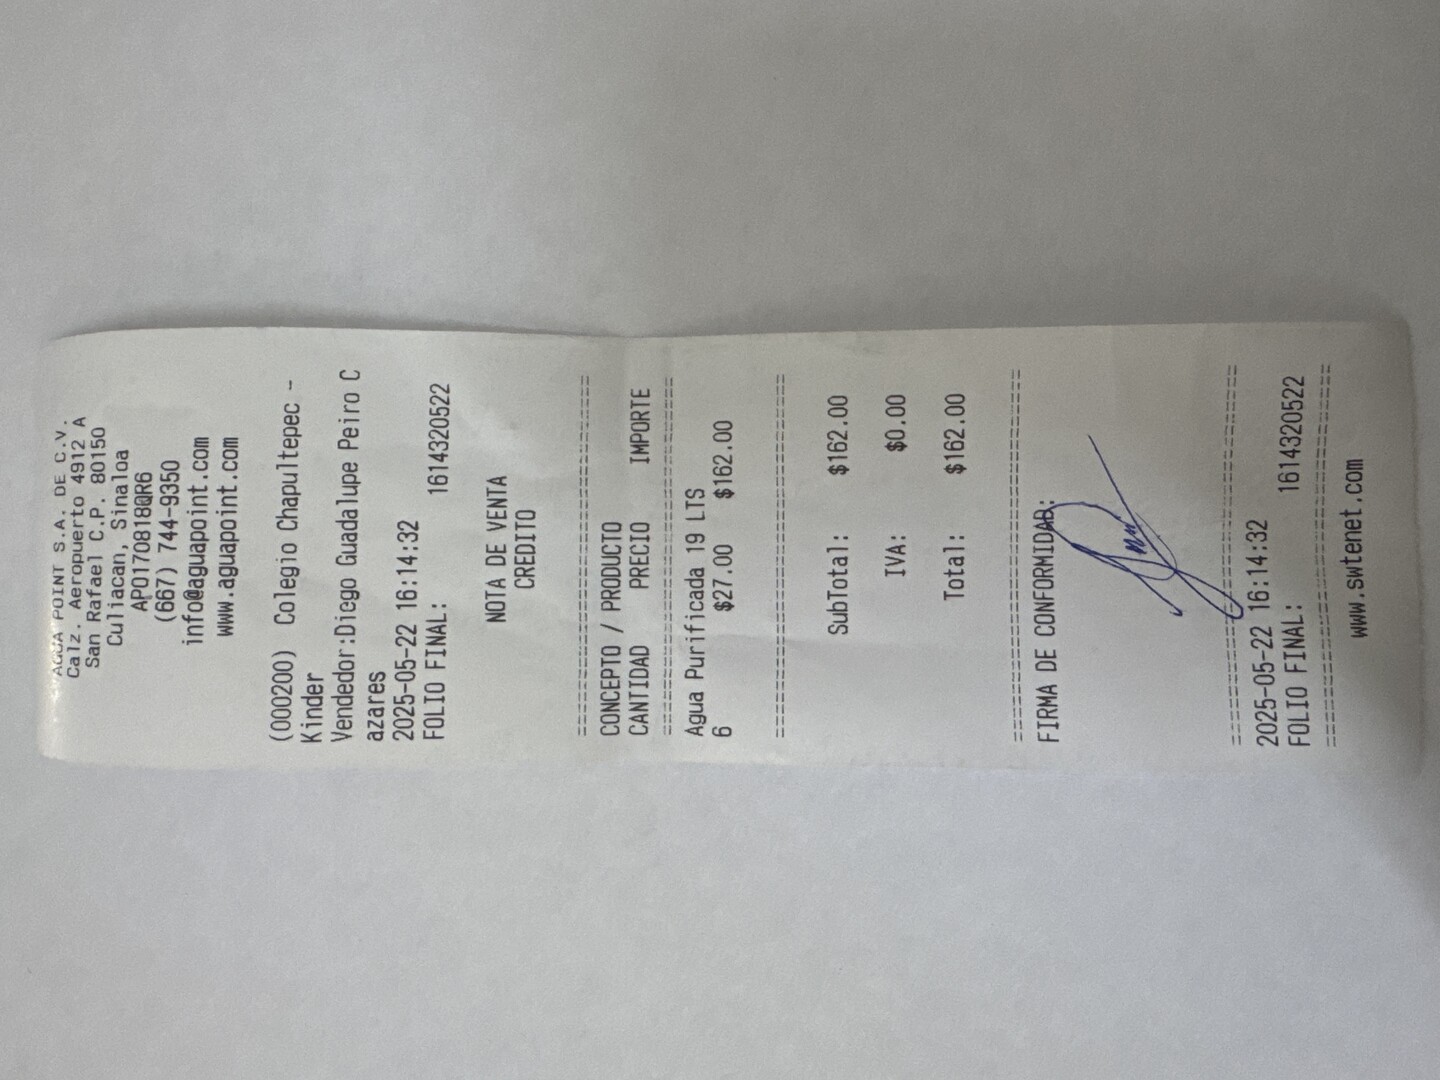 AGUA POINT S.A. DE C.V.
Calz. Aeropuerto 4912 A
San Rafael C.P. 80150
Culiacan, Sinaloa
APO170818QR6
(667) 744-9350
info@aguapoint.com
www.aguapoint.com
(000200) Colegio Chapultepec -
Kinder
Vendedor:Diego Guadalupe Peiro C
azares
2025-05-22 16:14:32
FOLIO FINAL: 1614320522
NOTA DE VENTA
CREDITO
================================
CONCEPTO / PRODUCTO
CANTIDAD PRECIO IMPORTE
================================
Agua Purificada 19 LTS
6 $27.00 $162.00
================================
SubTotal: $162.00
IVA: $0.00
Total: $162.00
================================
FIRMA DE CONFORMIDAD:
================================
2025-05-22 16:14:32
FOLIO FINAL: 1614320522
================================
www.swtenet.com